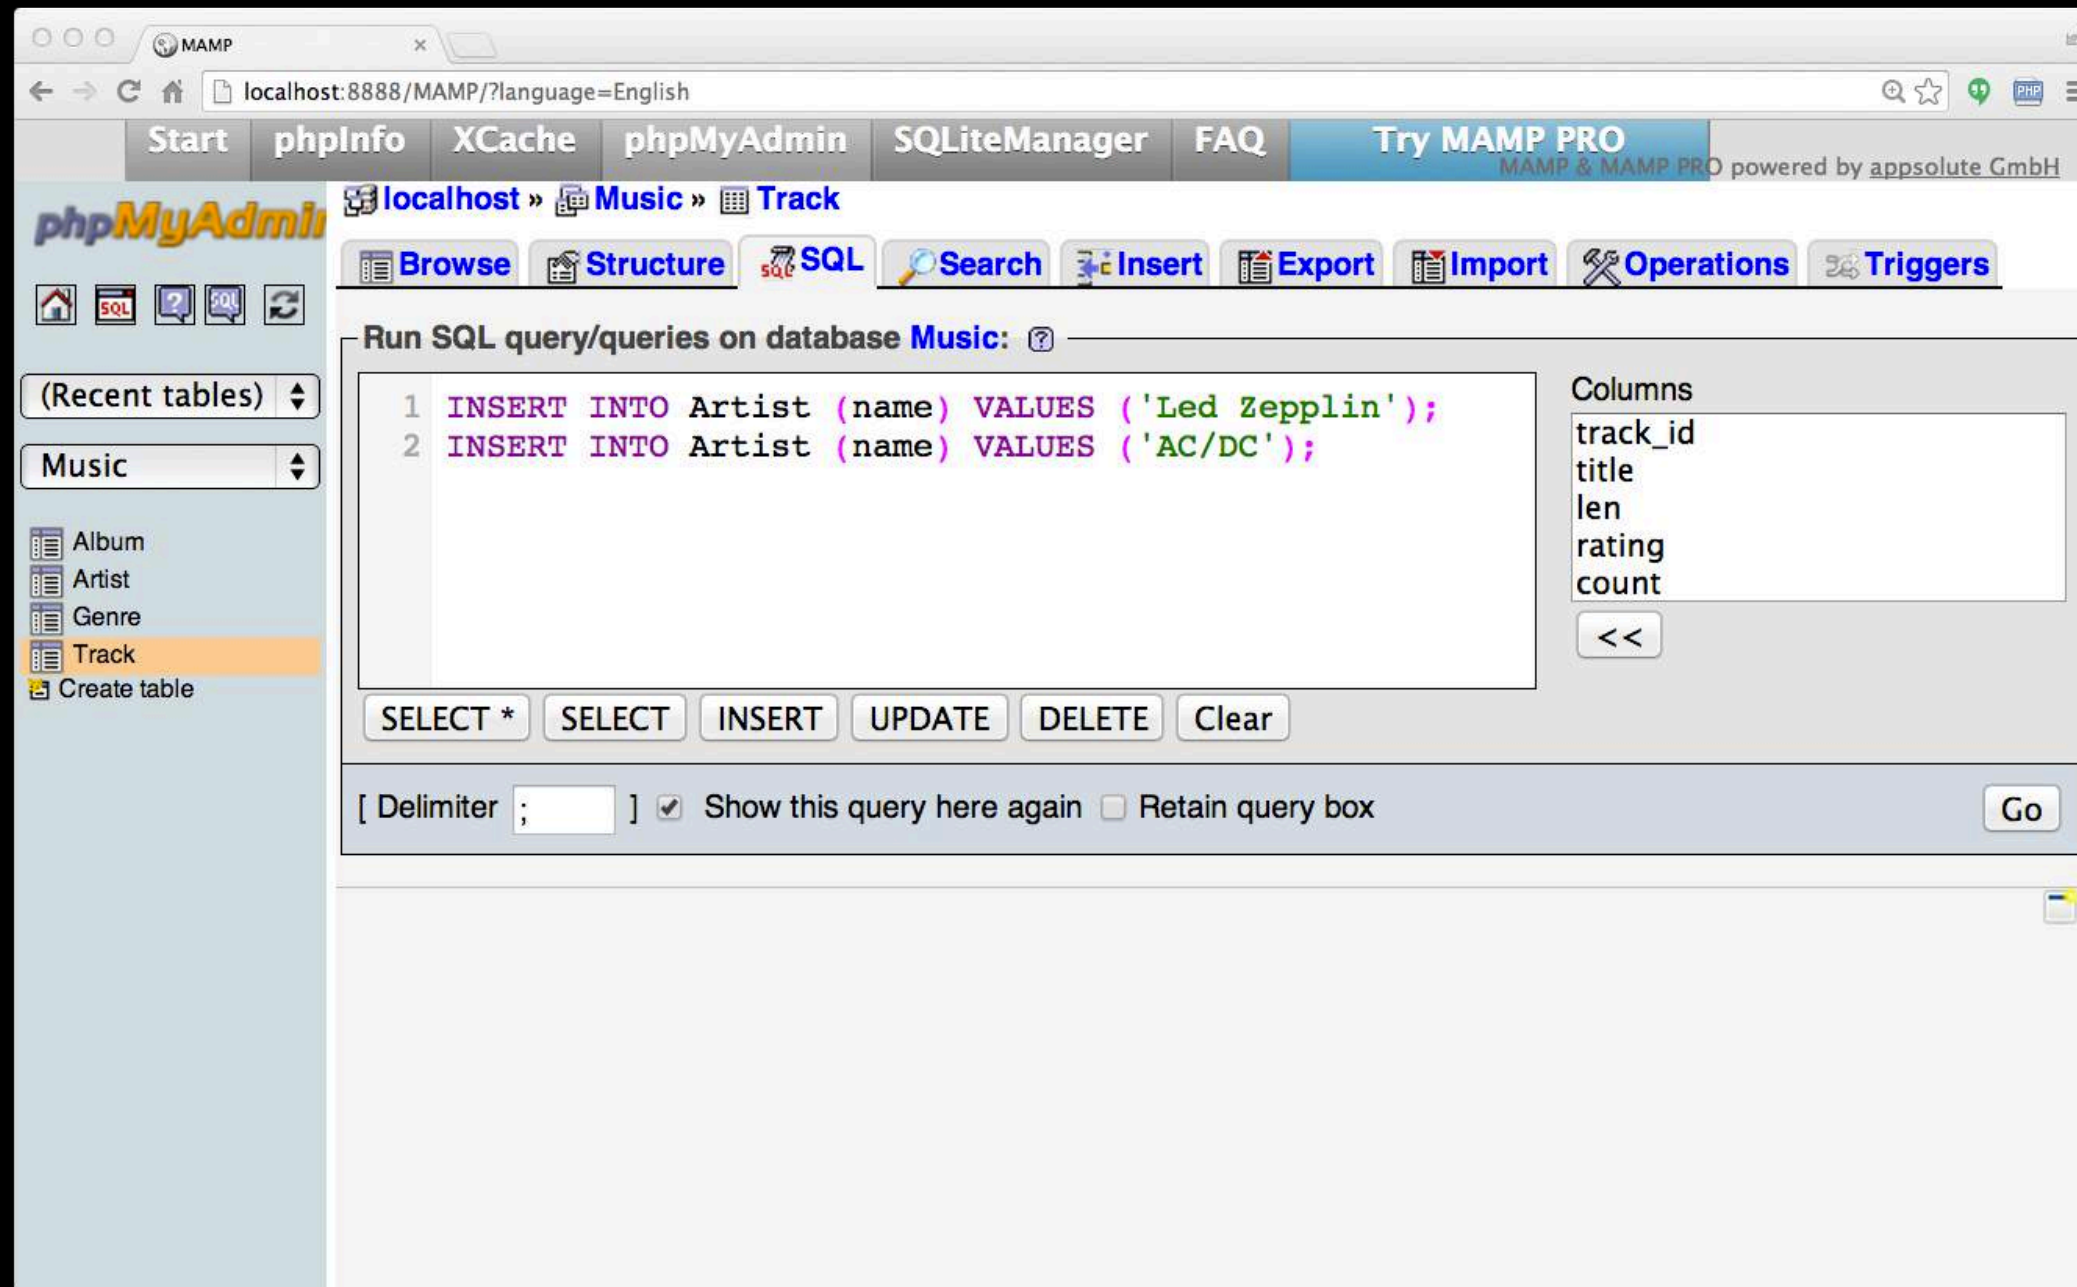 MAMP
localhost:8888/MAMP/?language=English
Start phpInfo XCache phpMyAdmin SQLiteManager FAQ Try MAMP PRO
MAMP & MAMP PRO powered by appsolute GmbH
phpMyAdmin
localhost » Music » Track
Browse Structure SQL Search Insert Export Import Operations Triggers
Run SQL query/queries on database Music:
(Recent tables)
Music
Album
Artist
Genre
Track
Create table
1 INSERT INTO Artist (name) VALUES ('Led Zepplin');
2 INSERT INTO Artist (name) VALUES ('AC/DC');
Columns
track_id
title
len
rating
count
<<
SELECT * SELECT INSERT UPDATE DELETE Clear
[ Delimiter ; ] Show this query here again Retain query box Go